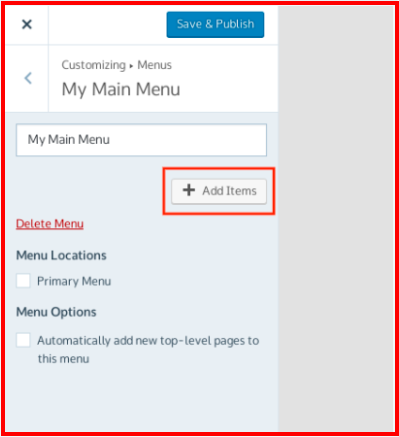 × Save & Publish
Customizing ▸ Menus
My Main Menu
My Main Menu
+ Add Items
Delete Menu
Menu Locations
Primary Menu
Menu Options
Automatically add new top-level pages to
this menu